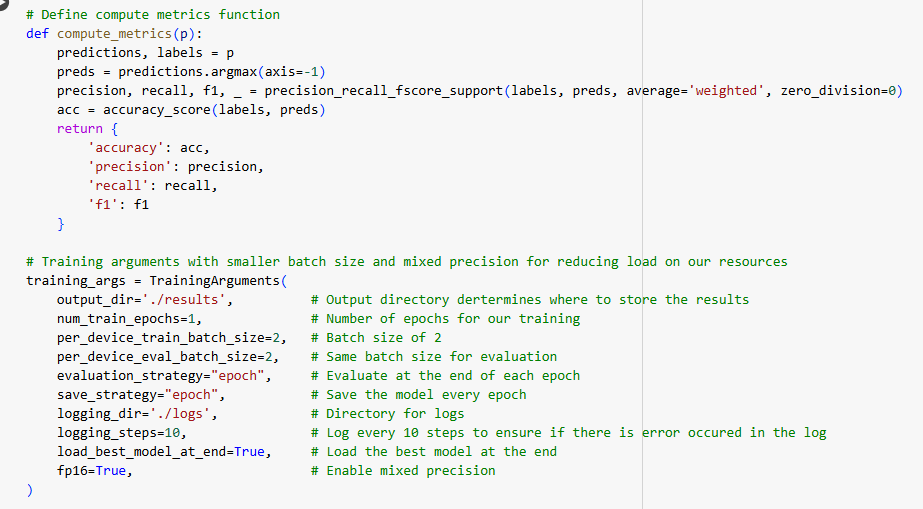 # Define compute metrics function
def compute_metrics(p):
    predictions, labels = p
    preds = predictions.argmax(axis=-1)
    precision, recall, f1, _ = precision_recall_fscore_support(labels, preds, average='weighted', zero_division=0)
    acc = accuracy_score(labels, preds)
    return {
        'accuracy': acc,
        'precision': precision,
        'recall': recall,
        'f1': f1
    }

# Training arguments with smaller batch size and mixed precision for reducing load on our resources
training_args = TrainingArguments(
    output_dir='./results',          # Output directory dertermines where to store the results
    num_train_epochs=1,              # Number of epochs for our training
    per_device_train_batch_size=2,   # Batch size of 2
    per_device_eval_batch_size=2,    # Same batch size for evaluation
    evaluation_strategy="epoch",     # Evaluate at the end of each epoch
    save_strategy="epoch",           # Save the model every epoch
    logging_dir='./logs',            # Directory for logs
    logging_steps=10,                # Log every 10 steps to ensure if there is error occured in the log
    load_best_model_at_end=True,     # Load the best model at the end
    fp16=True,                       # Enable mixed precision
)